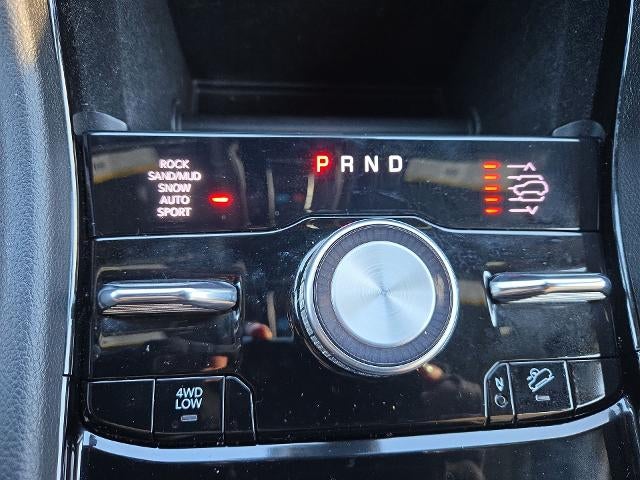 ROCK
SAND/MUD
SNOW
AUTO
SPORT
P R N D
4WD
LOW
N